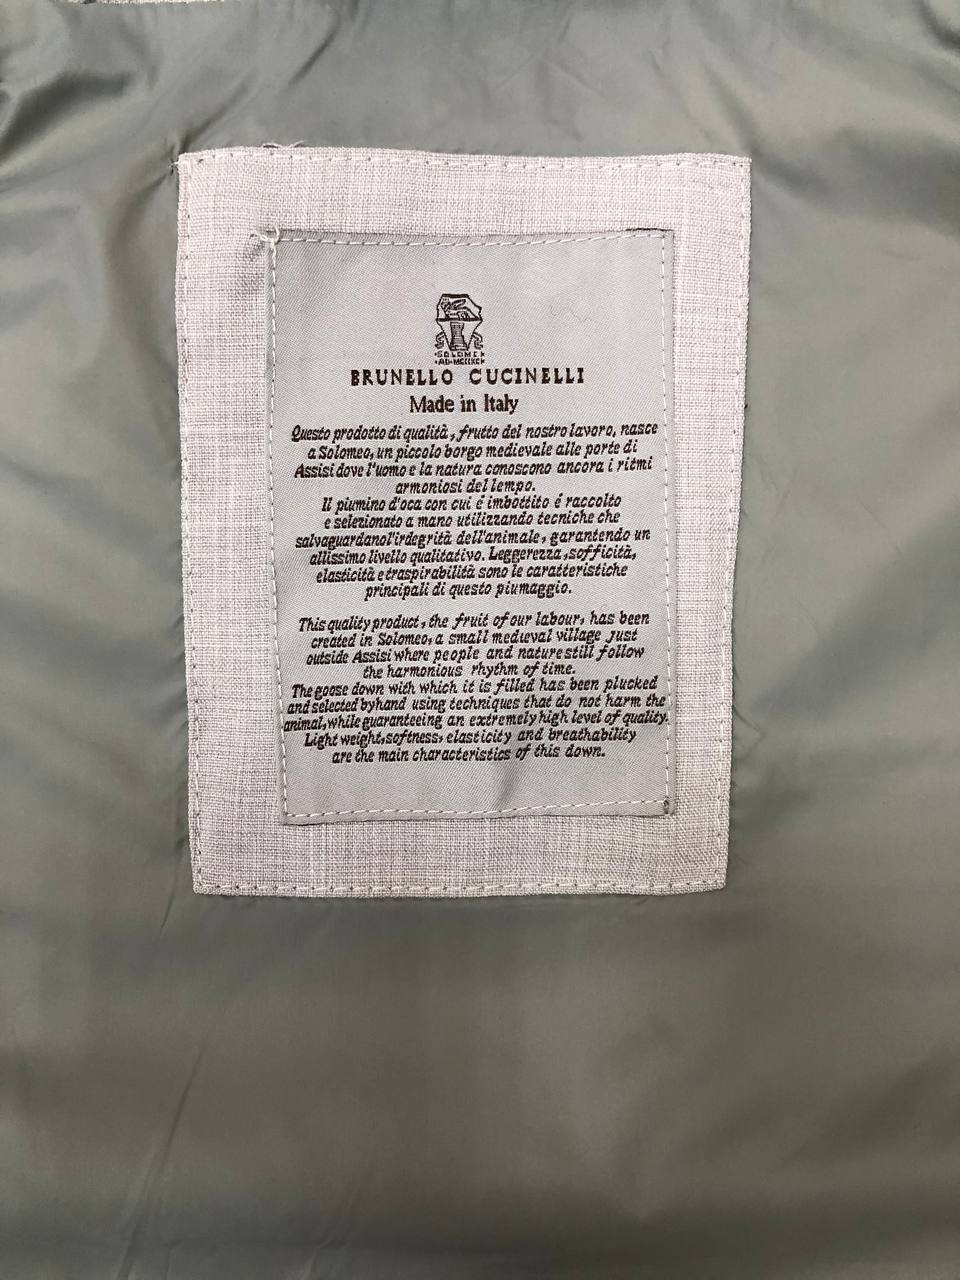 SOLOMEI
·AD·MCCCXCI·
BRUNELLO CUCINELLI
Made in Italy
Questo prodotto di qualità, frutto del nostro lavoro, nasce
a Solomeo, un piccolo borgo medievale alle porte di
Assisi dove l'uomo e la natura conoscono ancora i ritmi
armoniosi del lempo.
Il piumino d'oca con cui é imbottito é raccolto
e selezionato a mano utilizzando tecniche che
salvaguardanol'irdegrità dell'animale, garantendo un
allissimo livello qualitativo. Leggerezza, sofficità,
elasticità e traspirabilità sono le caratteristiche
principali di questo piumaggio.
This quality product, the fruit of our labour, has been
created in Solomeo, a small medieval village just
outside Assisi where people and nature still follow
the harmonious rhythm of time.
The goose down with which it is filled has been plucked
and selected byhand using techniques that do not harm the
animal, while guaranteeing an extremely high level of quality.
Light weight, softness, elasticity and breathability
are the main characteristics of this down.